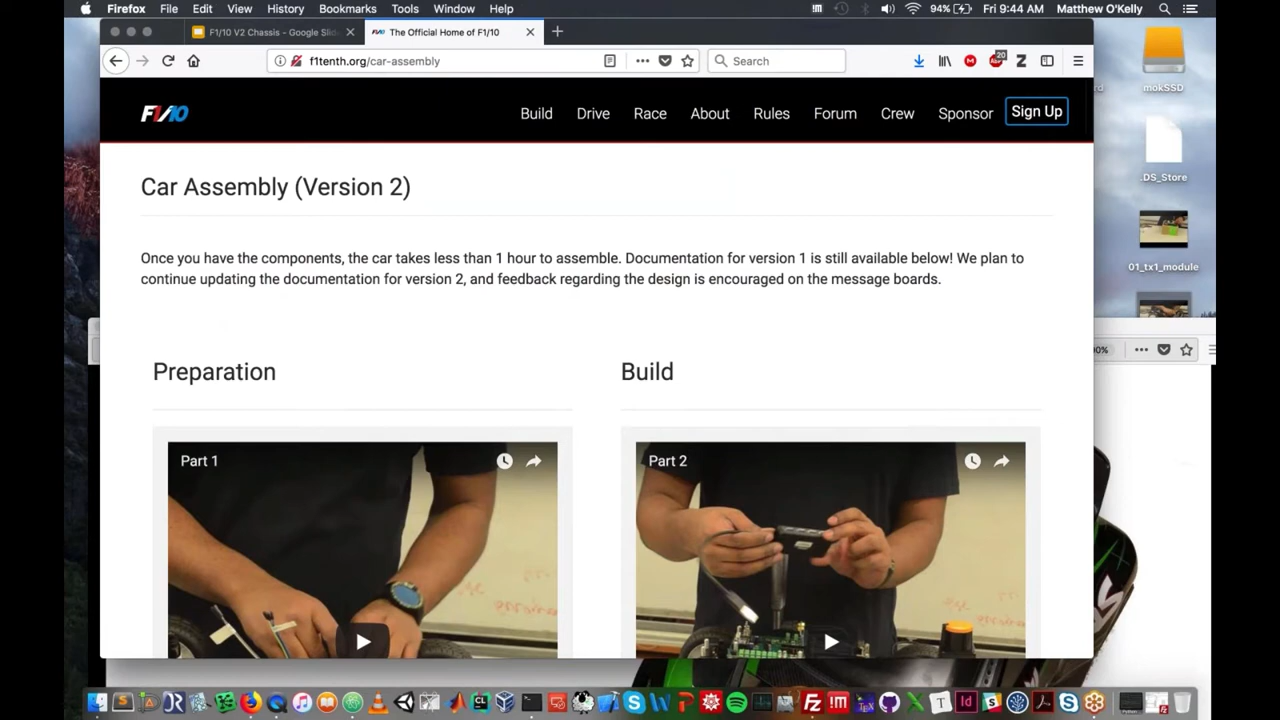 Firefox File Edit View History Bookmarks Tools Window Help
94% Fri 9:44 AM Matthew O'Kelly
F1/10 V2 Chassis - Google Slid
The Official Home of F1/10
f1tenth.org/car-assembly
Search
20
F1/10
Build Drive Race About Rules Forum Crew Sponsor Sign Up
Car Assembly (Version 2)
Once you have the components, the car takes less than 1 hour to assemble. Documentation for version 1 is still available below! We plan to
continue updating the documentation for version 2, and feedback regarding the design is encouraged on the message boards.
Preparation
Build
Part 1
Part 2
mokSSD
.DS_Store
01_tx1_module